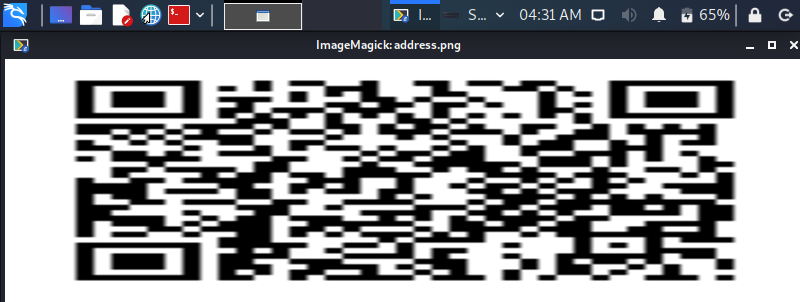 I... S... 04:31 AM 65%
ImageMagick: address.png